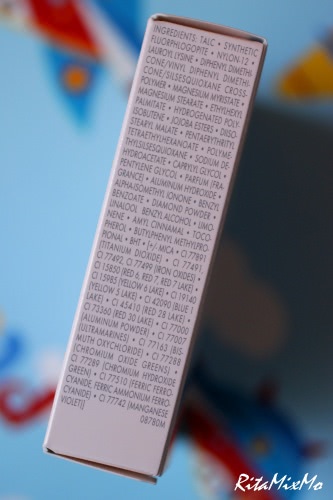 INGREDIENTS: TALC • SYNTHETIC
FLUORPHLOGOPITE • NYLON-12 •
LAUROYL LYSINE • DIPHENYL DIMETHI-
CONE/VINYL DIPHENYL DIMETHI-
CONE/SILSESQUIOXANE CROSS-
POLYMER • MAGNESIUM MYRISTATE •
MAGNESIUM STEARATE • ETHYLHEXYL
PALMITATE • HYDROGENATED POLY-
ISOBUTENE • JOJOBA ESTERS • DIISO-
STEARYL MALATE • PENTAERYTHRITYL
TETRAETHYLHEXANOATE • POLYME-
THYLSILSESQUIOXANE • SODIUM DE-
HYDROACETATE • CAPRYLYL GLYCOL •
PENTYLENE GLYCOL • PARFUM (FRA-
GRANCE) • ALUMINUM HYDROXIDE •
ALPHA-ISOMETHYL IONONE • BENZYL
BENZOATE • DIAMOND POWDER •
LINALOOL • BENZYL ALCOHOL • LIMO-
NENE • AMYL CINNAMAL • TOCO-
PHEROL • BUTYLPHENYL METHYLPRO-
PIONAL • BHT • [+/- MICA • CI 77891
(TITANIUM DIOXIDE) • CI 77491,
CI 77492, CI 77499 (IRON OXIDES) •
CI 15850 (RED 6, RED 7, RED 7 LAKE) •
CI 15985 (YELLOW 6 LAKE) • CI 19140
(YELLOW 5 LAKE) • CI 42090 (BLUE 1
LAKE) • CI 45410 (RED 28 LAKE) •
CI 73360 (RED 30 LAKE) • CI 77000
(ALUMINUM POWDER) • CI 77007
(ULTRAMARINES) • CI 77163 (BIS-
MUTH OXYCHLORIDE) • CI 77288
(CHROMIUM OXIDE GREENS) •
CI 77289 (CHROMIUM HYDROXIDE
GREEN) • CI 77510 (FERRIC FERRO-
CYANIDE, FERRIC AMMONIUM FERRO-
CYANIDE) • CI 77742 (MANGANESE
VIOLET)]
08780M
RitaMixMo